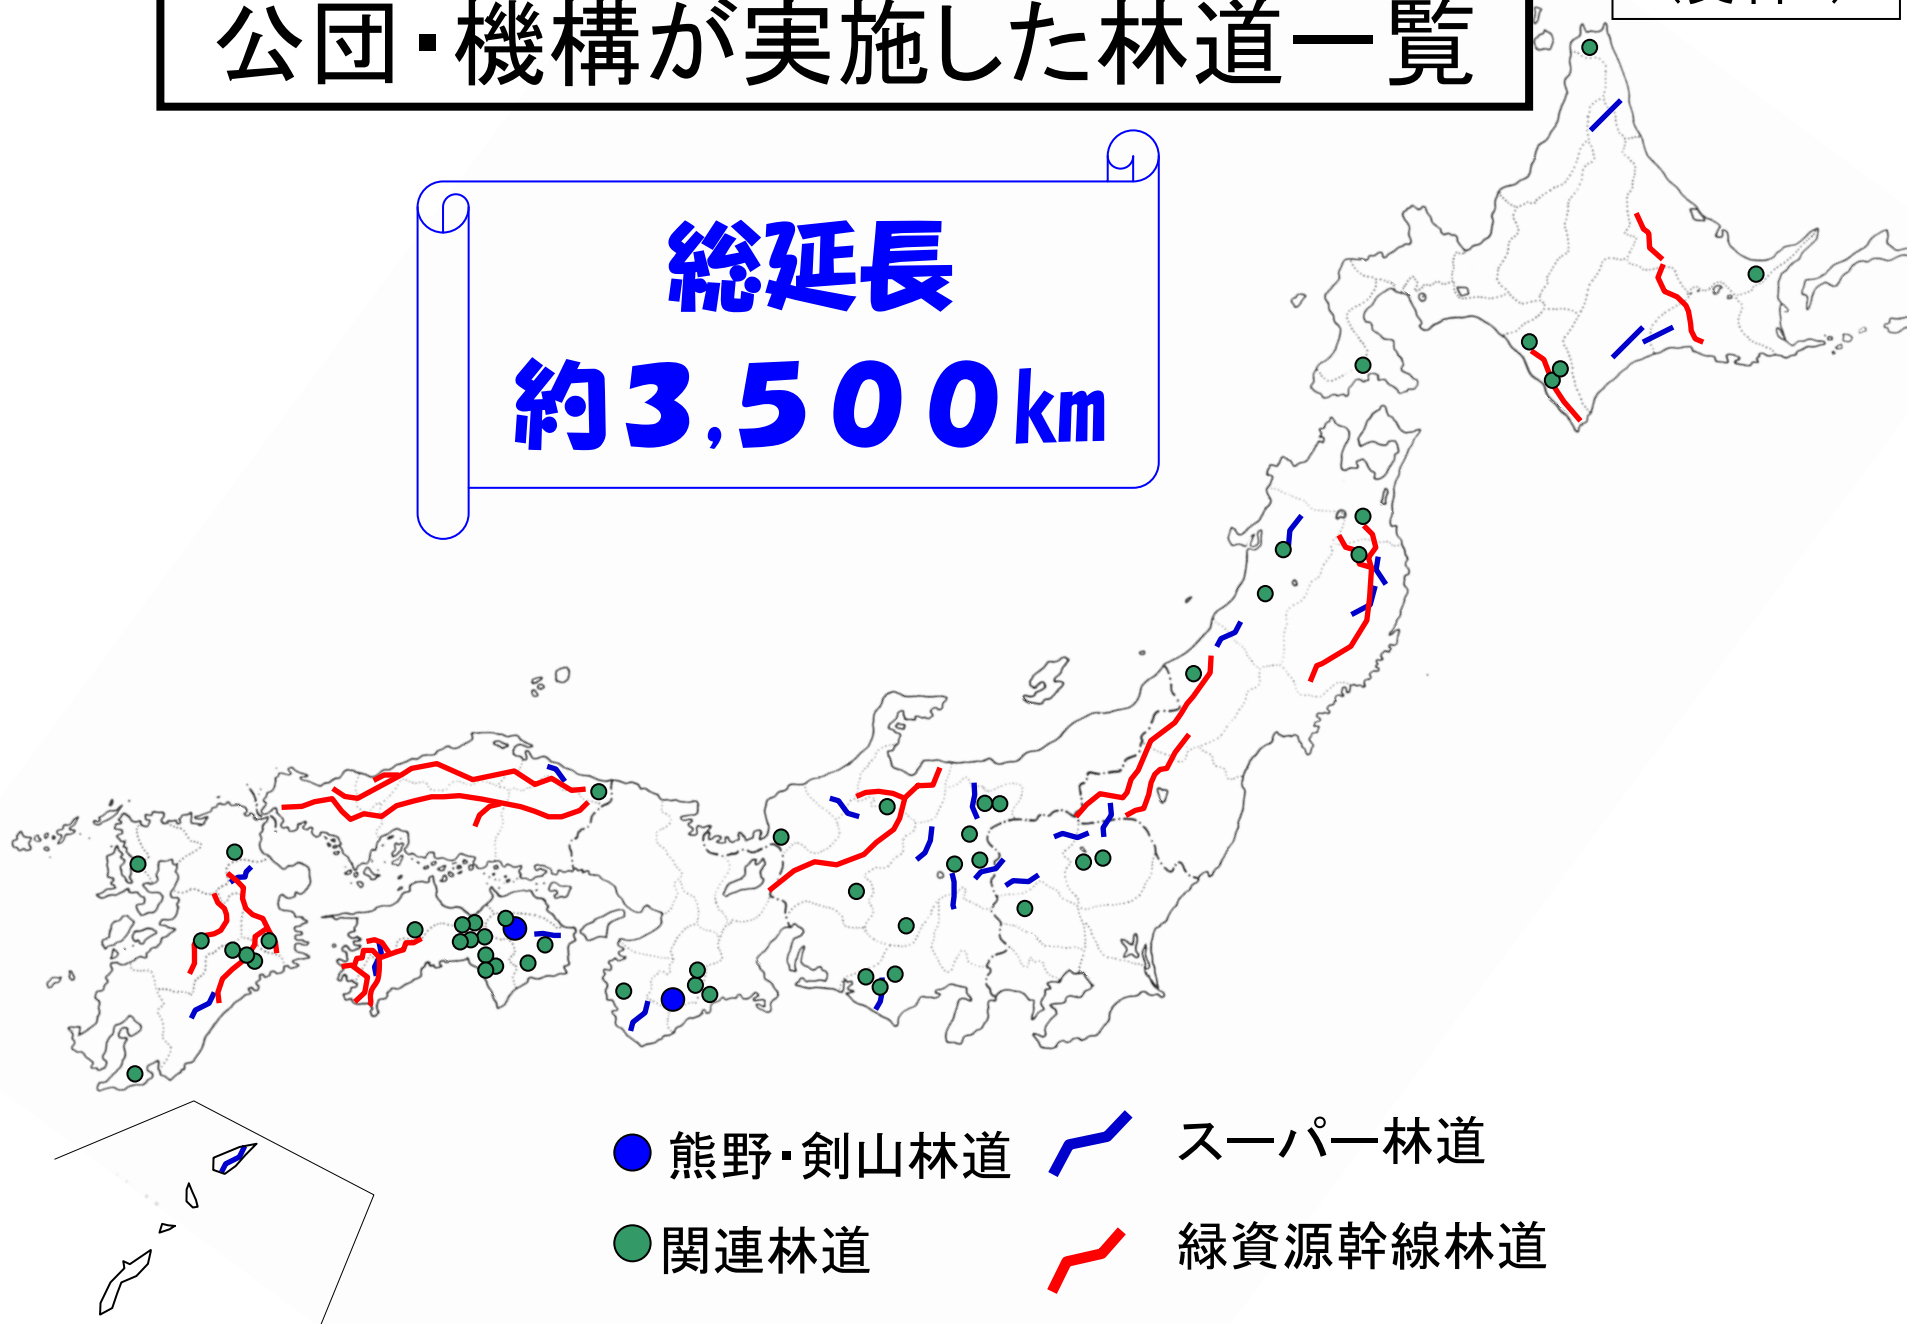 公団・機構が実施した林道一覧
総延長
約3,500km
熊野・剣山林道
スーパー林道
関連林道
緑資源幹線林道